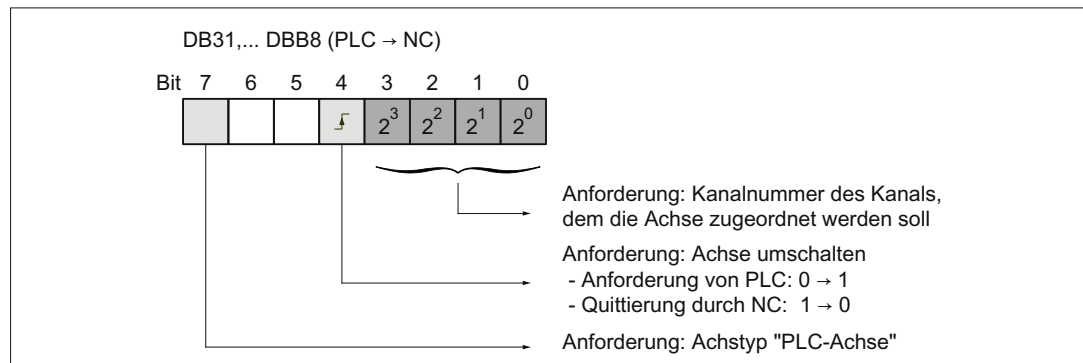 DB31,... DBB8 (PLC → NC)
Bit 7 6 5 4 3 2 1 0
2³ 2² 2¹ 2⁰
Anforderung: Kanalnummer des Kanals,
dem die Achse zugeordnet werden soll
Anforderung: Achse umschalten
- Anforderung von PLC: 0 → 1
- Quittierung durch NC: 1 → 0
Anforderung: Achstyp "PLC-Achse"